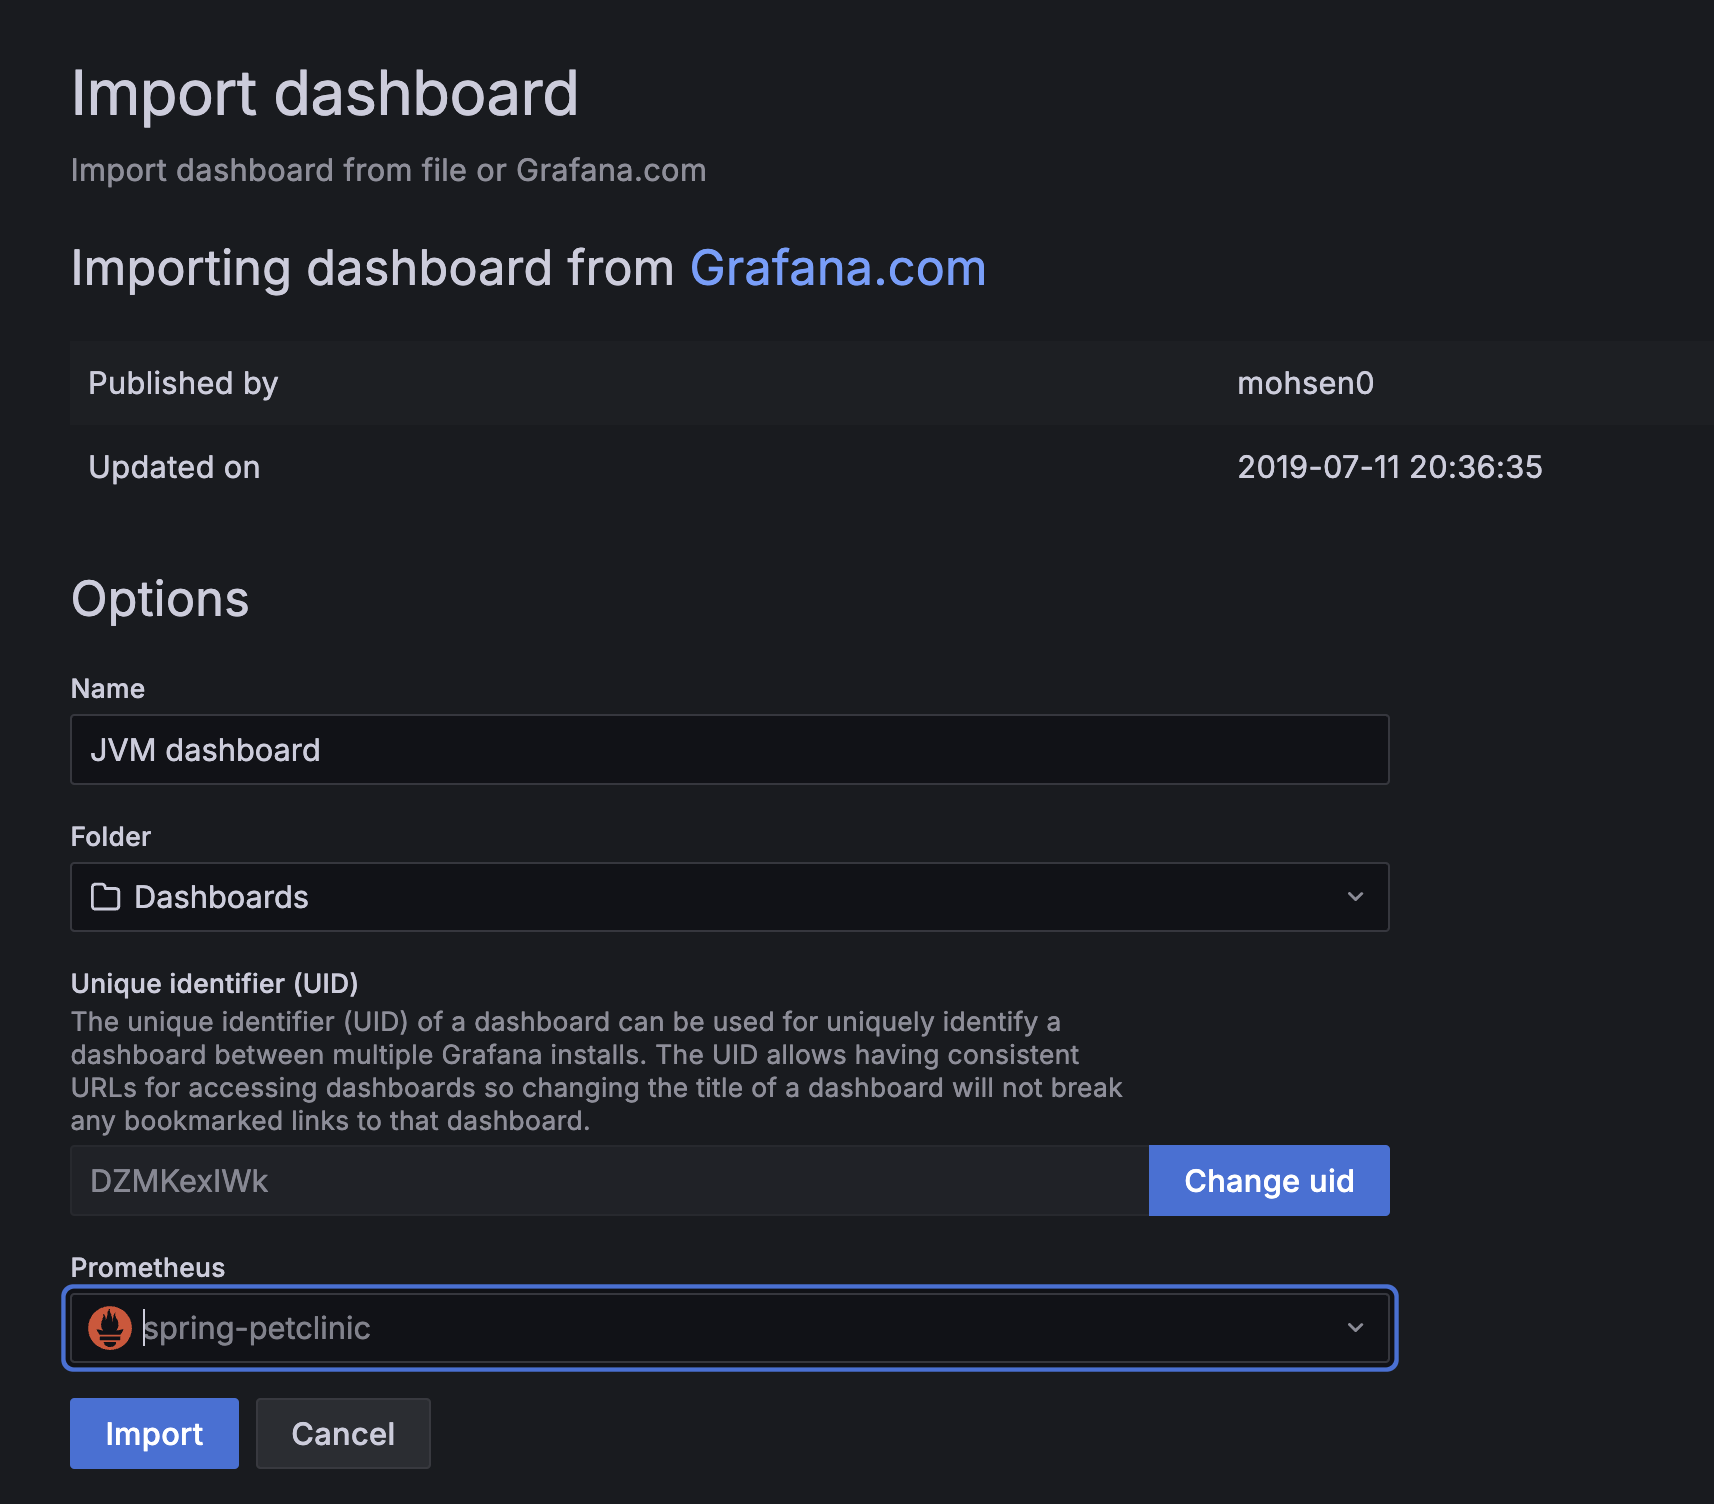 Import dashboard
Import dashboard from file or Grafana.com
Importing dashboard from Grafana.com
Published by mohsen0
Updated on 2019-07-11 20:36:35
Options
Name
JVM dashboard
Folder
Dashboards
Unique identifier (UID)
The unique identifier (UID) of a dashboard can be used for uniquely identify a
dashboard between multiple Grafana installs. The UID allows having consistent
URLs for accessing dashboards so changing the title of a dashboard will not break
any bookmarked links to that dashboard.
DZMKexIWk Change uid
Prometheus
spring-petclinic
Import Cancel